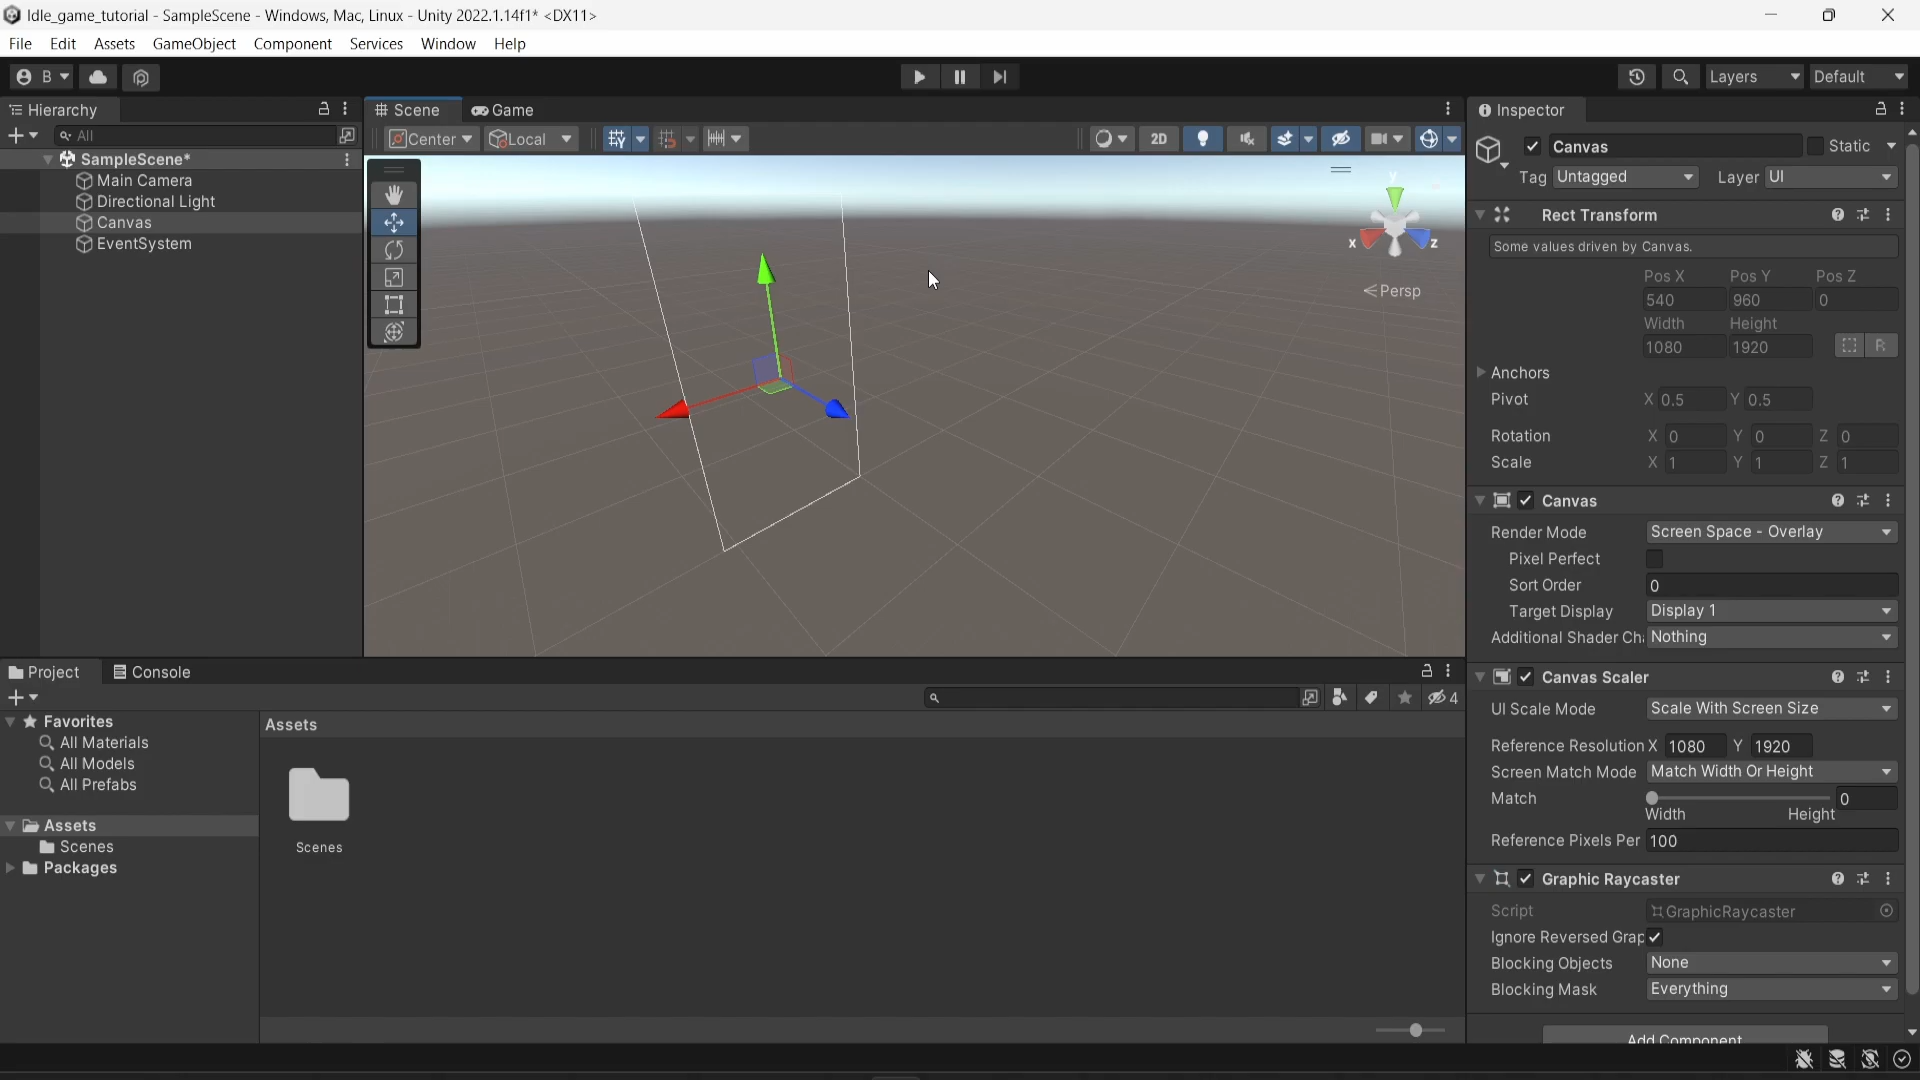 Idle_game_tutorial - SampleScene - Windows, Mac, Linux - Unity 2022.1.14f1* <DX11>
File Edit Assets GameObject Component Services Window Help
B Layers Default
Hierarchy
All
SampleScene*
Main Camera
Directional Light
Canvas
EventSystem
Scene Game
Center Local 2D
y
x z
Persp
Inspector
Canvas Static
Tag Untagged Layer UI
Rect Transform
Some values driven by Canvas.
Pos X Pos Y Pos Z
540 960 0
Width Height
1080 1920 R
Anchors
Pivot X 0.5 Y 0.5
Rotation X 0 Y 0 Z 0
Scale X 1 Y 1 Z 1
Canvas
Render Mode Screen Space - Overlay
Pixel Perfect
Sort Order 0
Target Display Display 1
Additional Shader Cha Nothing
Canvas Scaler
UI Scale Mode Scale With Screen Size
Reference Resolution X 1080 Y 1920
Screen Match Mode Match Width Or Height
Match 0
Width Height
Reference Pixels Per 100
Graphic Raycaster
Script GraphicRaycaster
Ignore Reversed Grap
Blocking Objects None
Blocking Mask Everything
Add Component
Project Console
4
Favorites
All Materials
All Models
All Prefabs
Assets
Scenes
Packages
Assets
Scenes